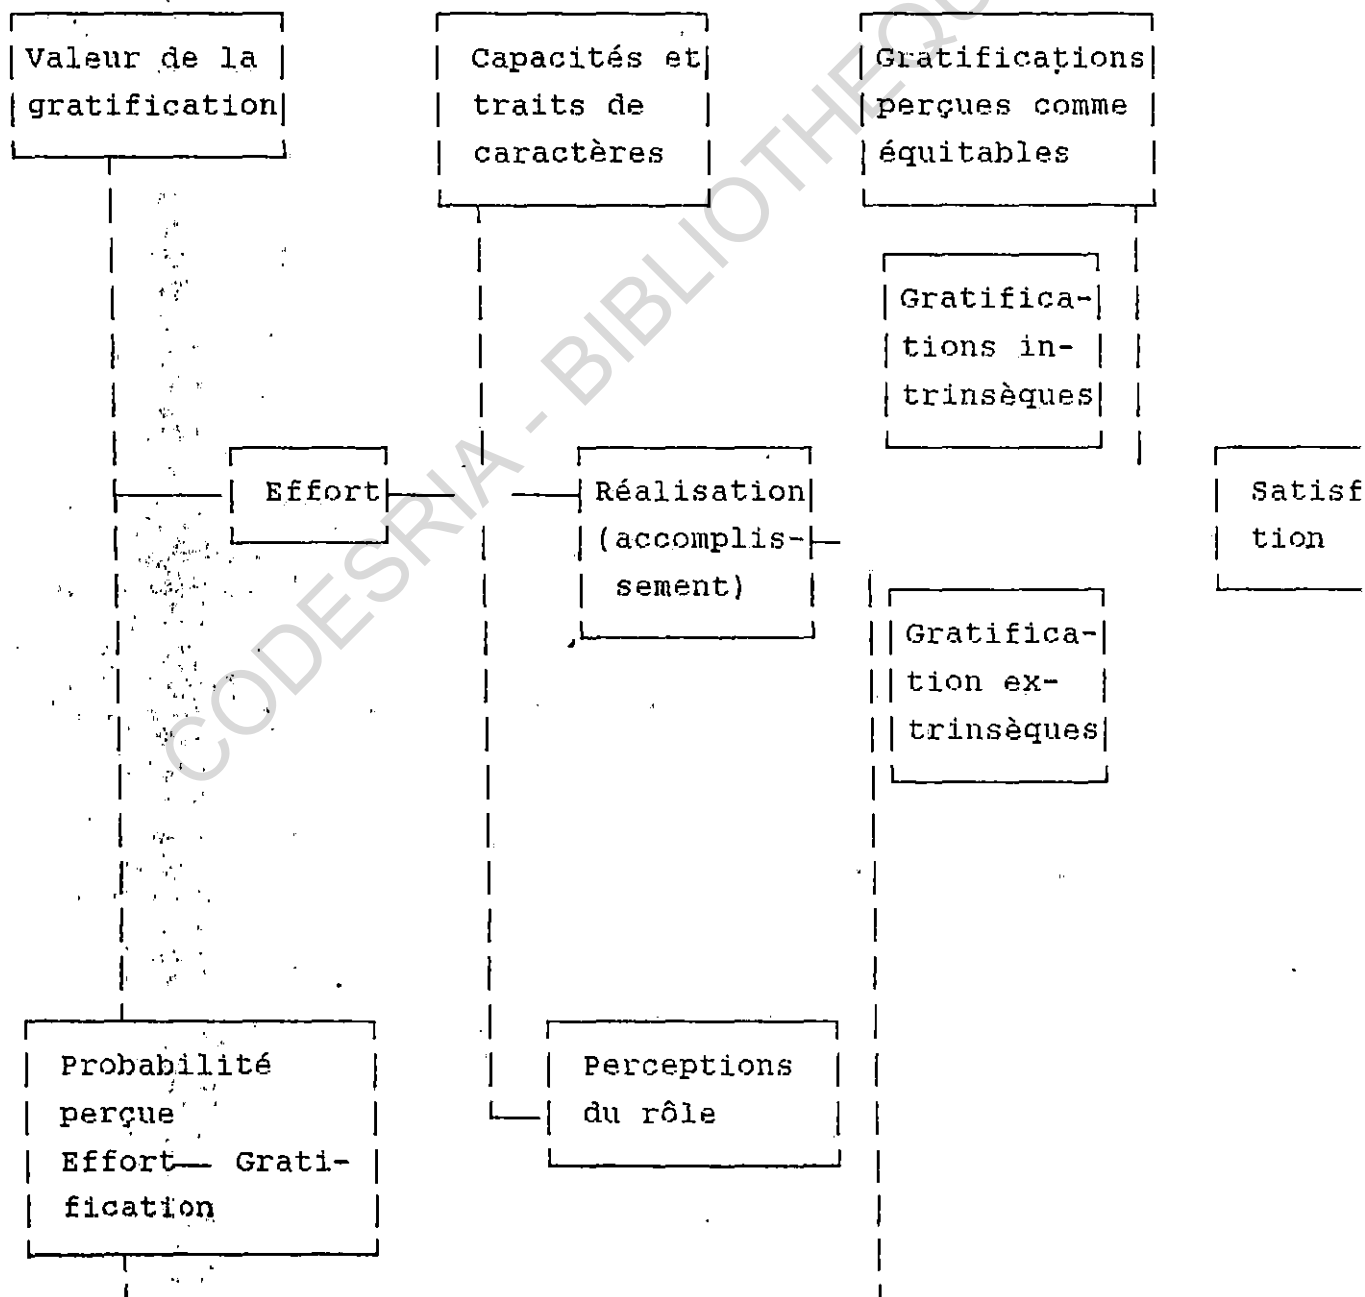 Valeur de la
gratification
Capacités et
traits de
caractères
Gratifications
perçues comme
équitables
Gratifica-
tions in-
trinsèques
Effort
Réalisation
(accomplis-
sement)
Satisf
tion
Gratifica-
tion ex-
trinsèques
Probabilité
perçue
Effort— Grati-
fication
Perceptions
du rôle
CODESRIA - BIBLIOTHEQU